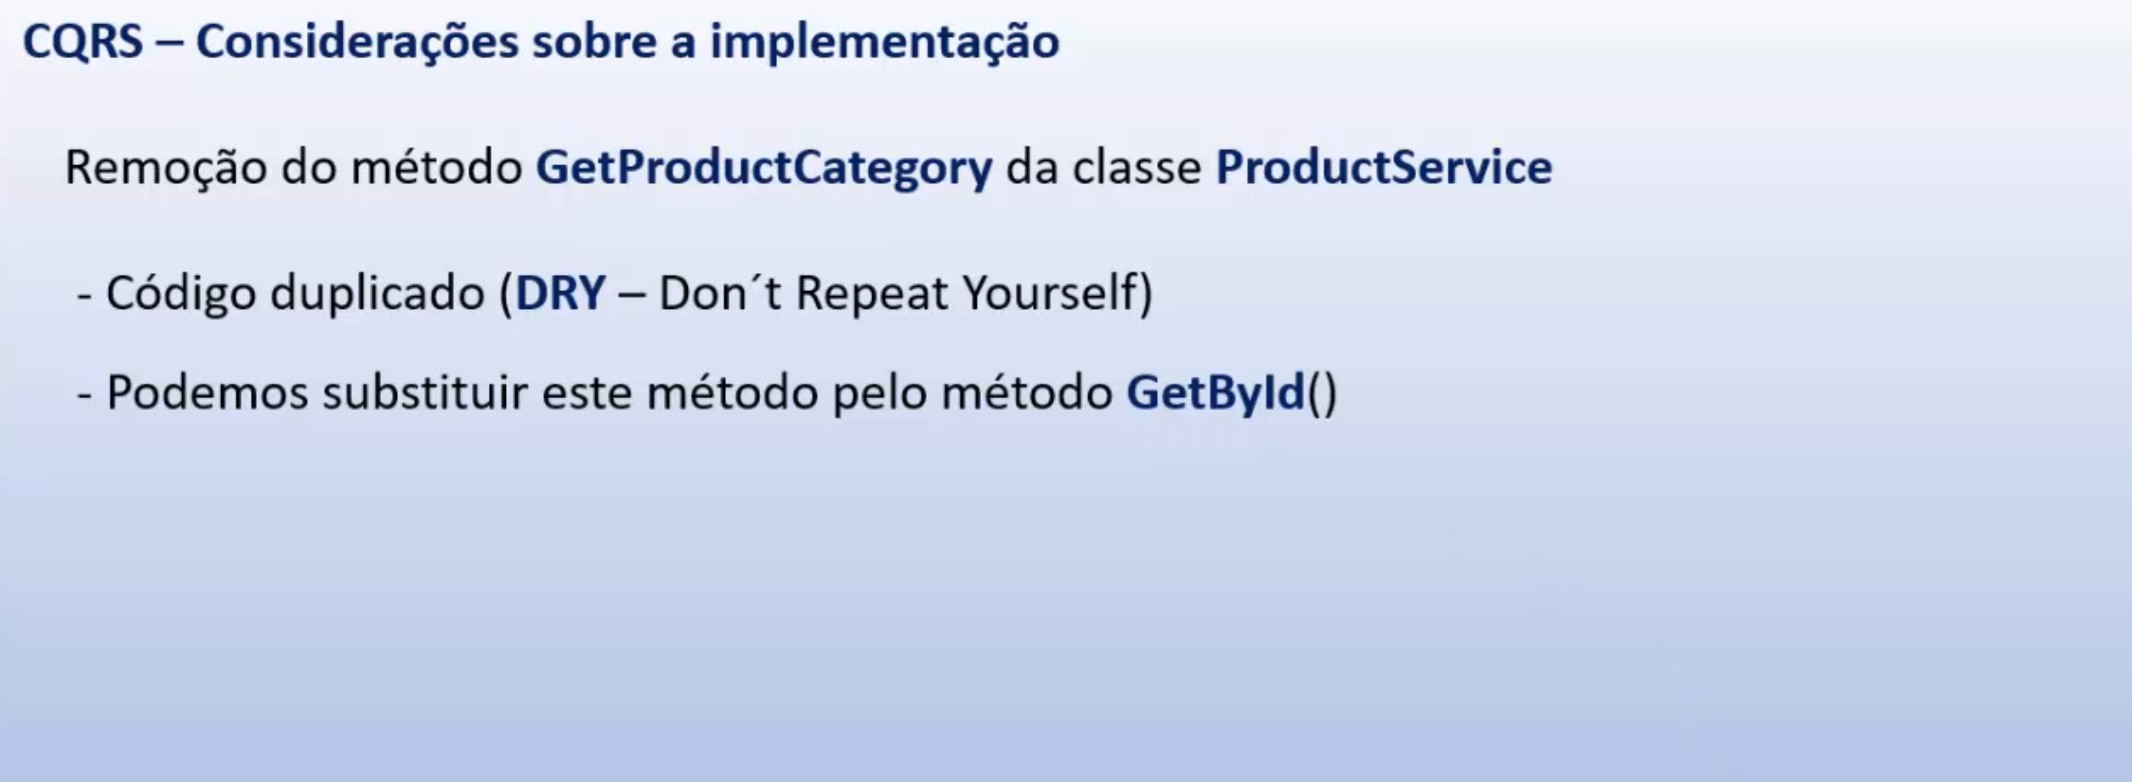 CQRS – Considerações sobre a implementação
Remoção do método GetProductCategory da classe ProductService
- Código duplicado (DRY – Don´t Repeat Yourself)
- Podemos substituir este método pelo método GetById()